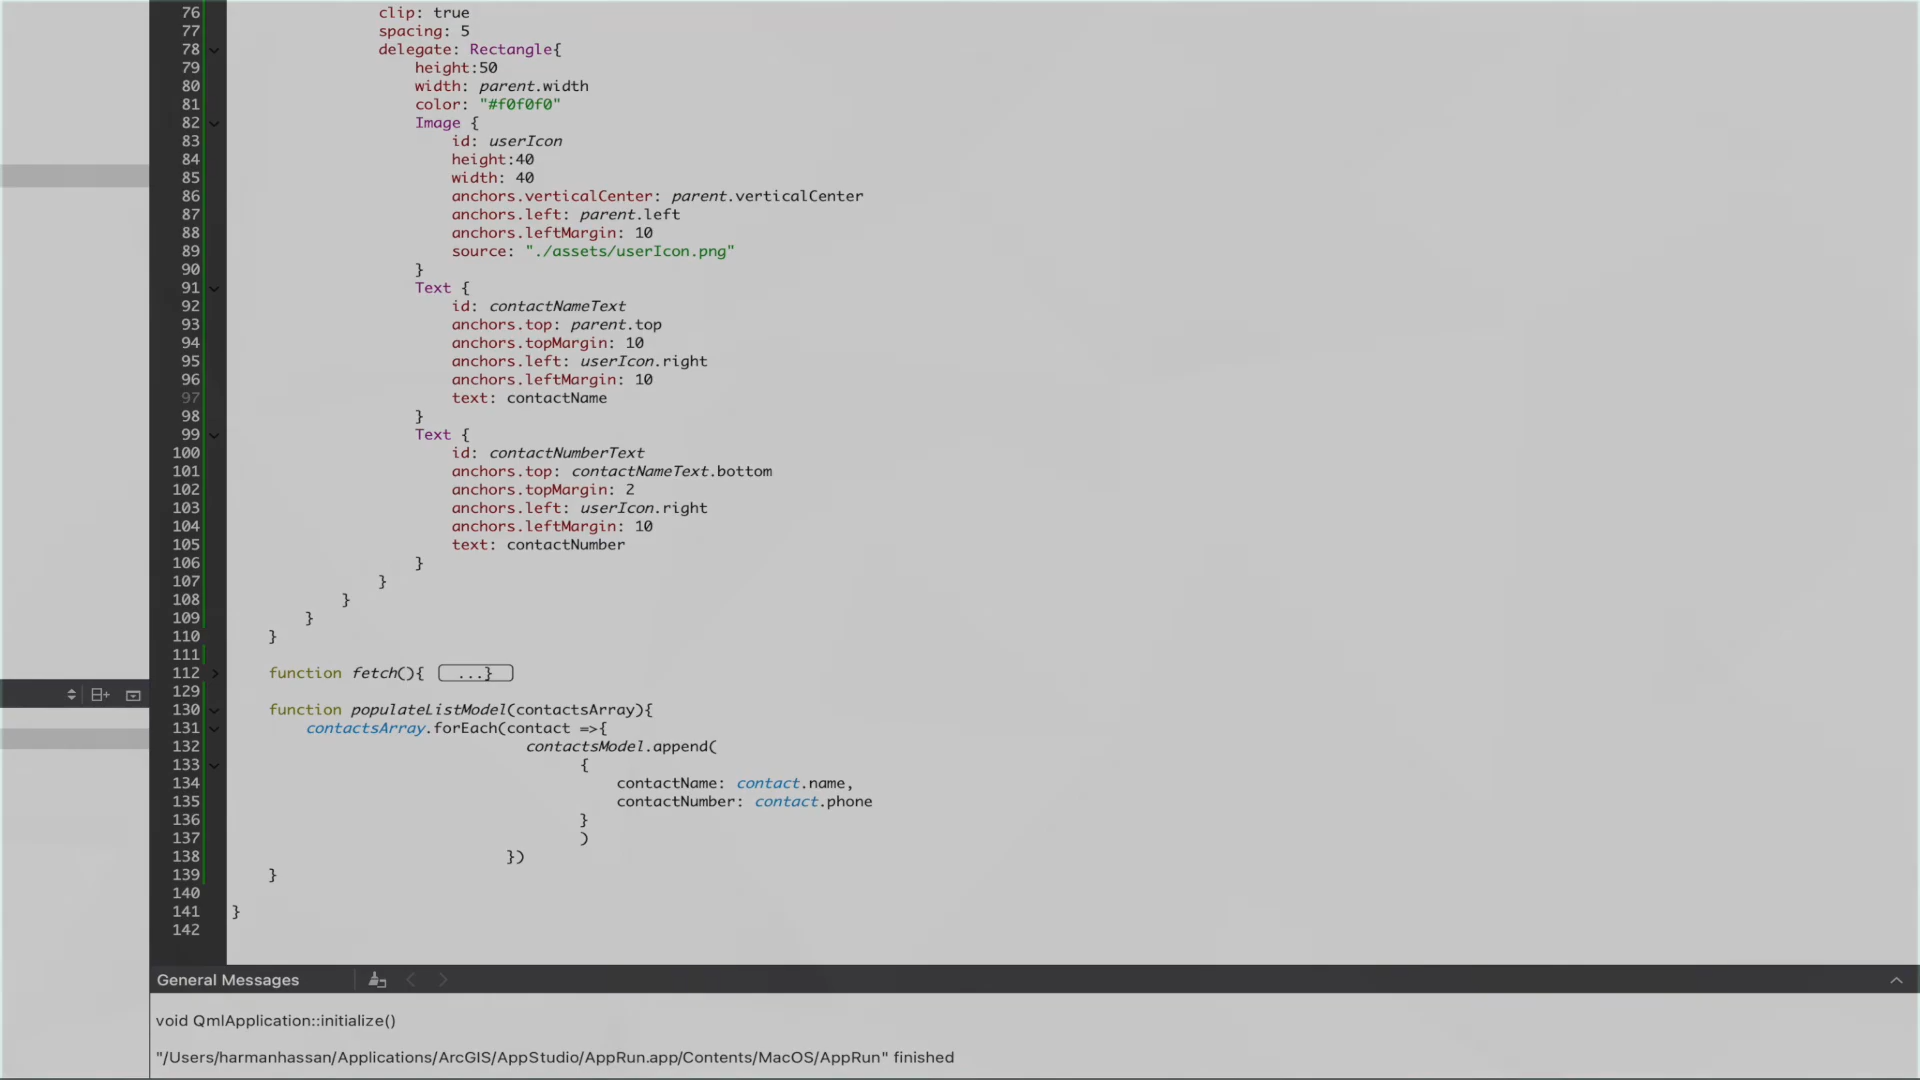 76 clip: true
77 spacing: 5
78 delegate: Rectangle{
79 height:50
80 width: parent.width
81 color: "#f0f0f0"
82 Image {
83 id: userIcon
84 height:40
85 width: 40
86 anchors.verticalCenter: parent.verticalCenter
87 anchors.left: parent.left
88 anchors.leftMargin: 10
89 source: "./assets/userIcon.png"
90 }
91 Text {
92 id: contactNameText
93 anchors.top: parent.top
94 anchors.topMargin: 10
95 anchors.left: userIcon.right
96 anchors.leftMargin: 10
97 text: contactName
98 }
99 Text {
100 id: contactNumberText
101 anchors.top: contactNameText.bottom
102 anchors.topMargin: 2
103 anchors.left: userIcon.right
104 anchors.leftMargin: 10
105 text: contactNumber
106 }
107 }
108 }
109 }
110 }
111
112 function fetch(){ ...}
129
130 function populateListModel(contactsArray){
131 contactsArray.forEach(contact =>{
132 contactsModel.append(
133 {
134 contactName: contact.name,
135 contactNumber: contact.phone
136 }
137 )
138 })
139 }
140
141 }
142
General Messages
void QmlApplication::initialize()
"/Users/harmanhassan/Applications/ArcGIS/AppStudio/AppRun.app/Contents/MacOS/AppRun" finished